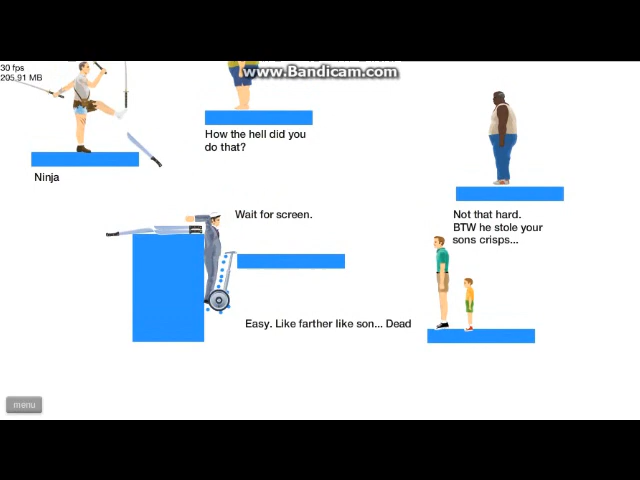 30 fps
205.91 MB
www.Bandicam.com
How the hell did you
do that?
Ninja
Wait for screen.
Not that hard.
BTW he stole your
sons crisps...
Easy. Like farther like son... Dead
menu